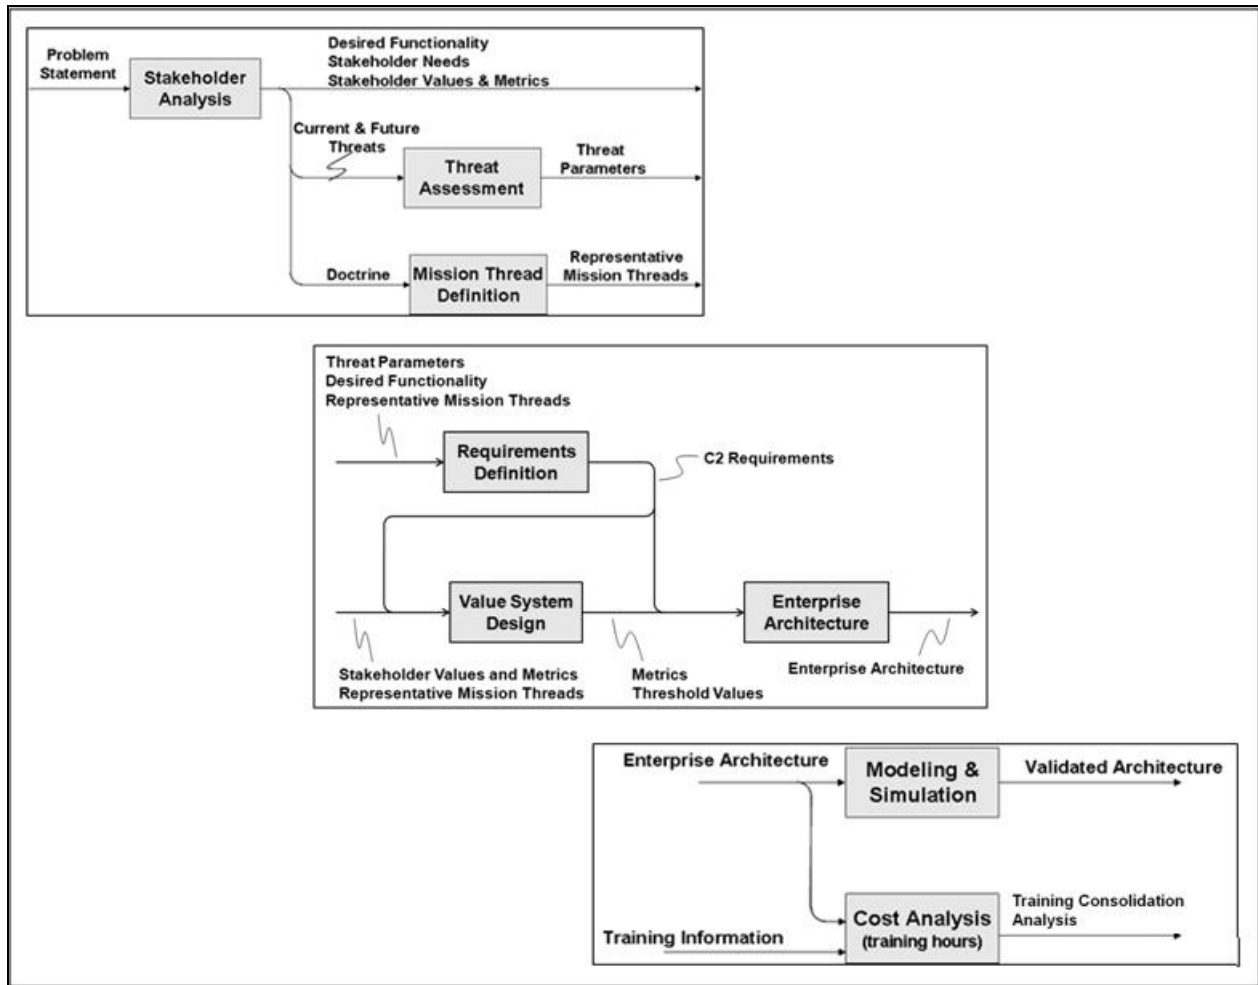 Problem
Statement
Stakeholder
Analysis
Desired Functionality
Stakeholder Needs
Stakeholder Values & Metrics
Current & Future
Threats
Threat
Assessment
Threat
Parameters
Doctrine
Mission Thread
Definition
Representative
Mission Threads
Threat Parameters
Desired Functionality
Representative Mission Threads
Requirements
Definition
C2 Requirements
Value System
Design
Enterprise
Architecture
Stakeholder Values and Metrics
Representative Mission Threads
Metrics
Threshold Values
Enterprise Architecture
Enterprise Architecture
Modeling &
Simulation
Validated Architecture
Training Information
Cost Analysis
(training hours)
Training Consolidation
Analysis